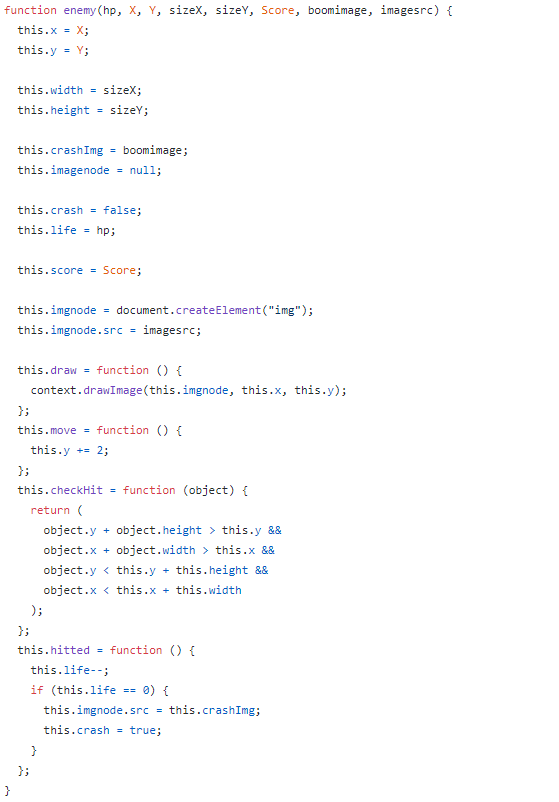 function enemy(hp, X, Y, sizeX, sizeY, Score, boomimage, imagesrc) {
  this.x = X;
  this.y = Y;

  this.width = sizeX;
  this.height = sizeY;

  this.crashImg = boomimage;
  this.imagenode = null;

  this.crash = false;
  this.life = hp;

  this.score = Score;

  this.imgnode = document.createElement("img");
  this.imgnode.src = imagesrc;

  this.draw = function () {
    context.drawImage(this.imgnode, this.x, this.y);
  };
  this.move = function () {
    this.y += 2;
  };
  this.checkHit = function (object) {
    return (
      object.y + object.height > this.y &&
      object.x + object.width > this.x &&
      object.y < this.y + this.height &&
      object.x < this.x + this.width
    );
  };
  this.hitted = function () {
    this.life--;
    if (this.life == 0) {
      this.imgnode.src = this.crashImg;
      this.crash = true;
    }
  };
}